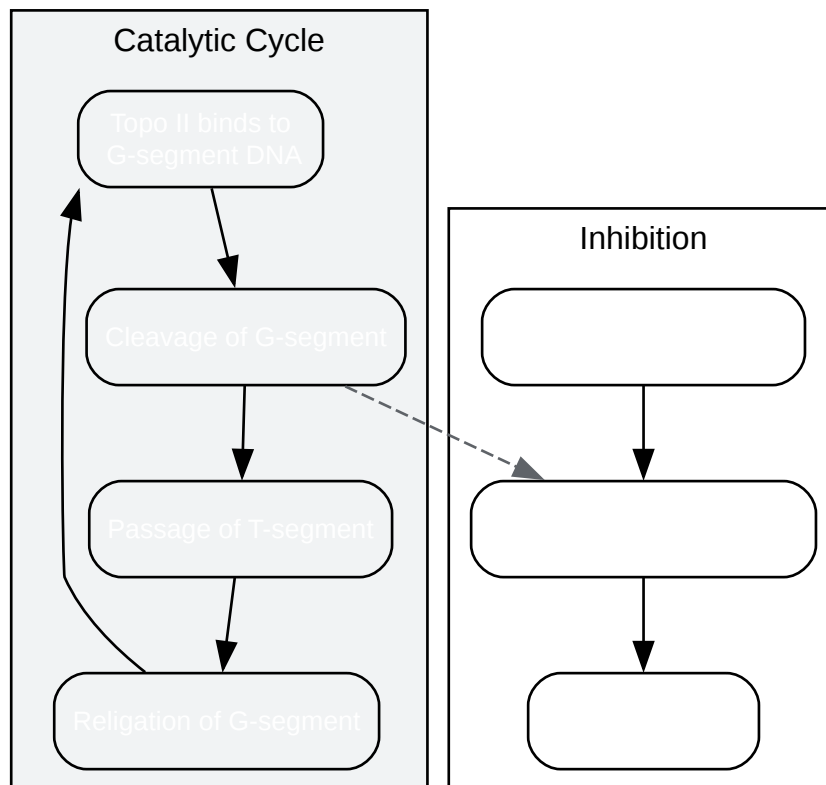 Catalytic Cycle
Topo II binds to
G-segment DNA
Cleavage of G-segment
Passage of T-segment
Religation of G-segment
Inhibition